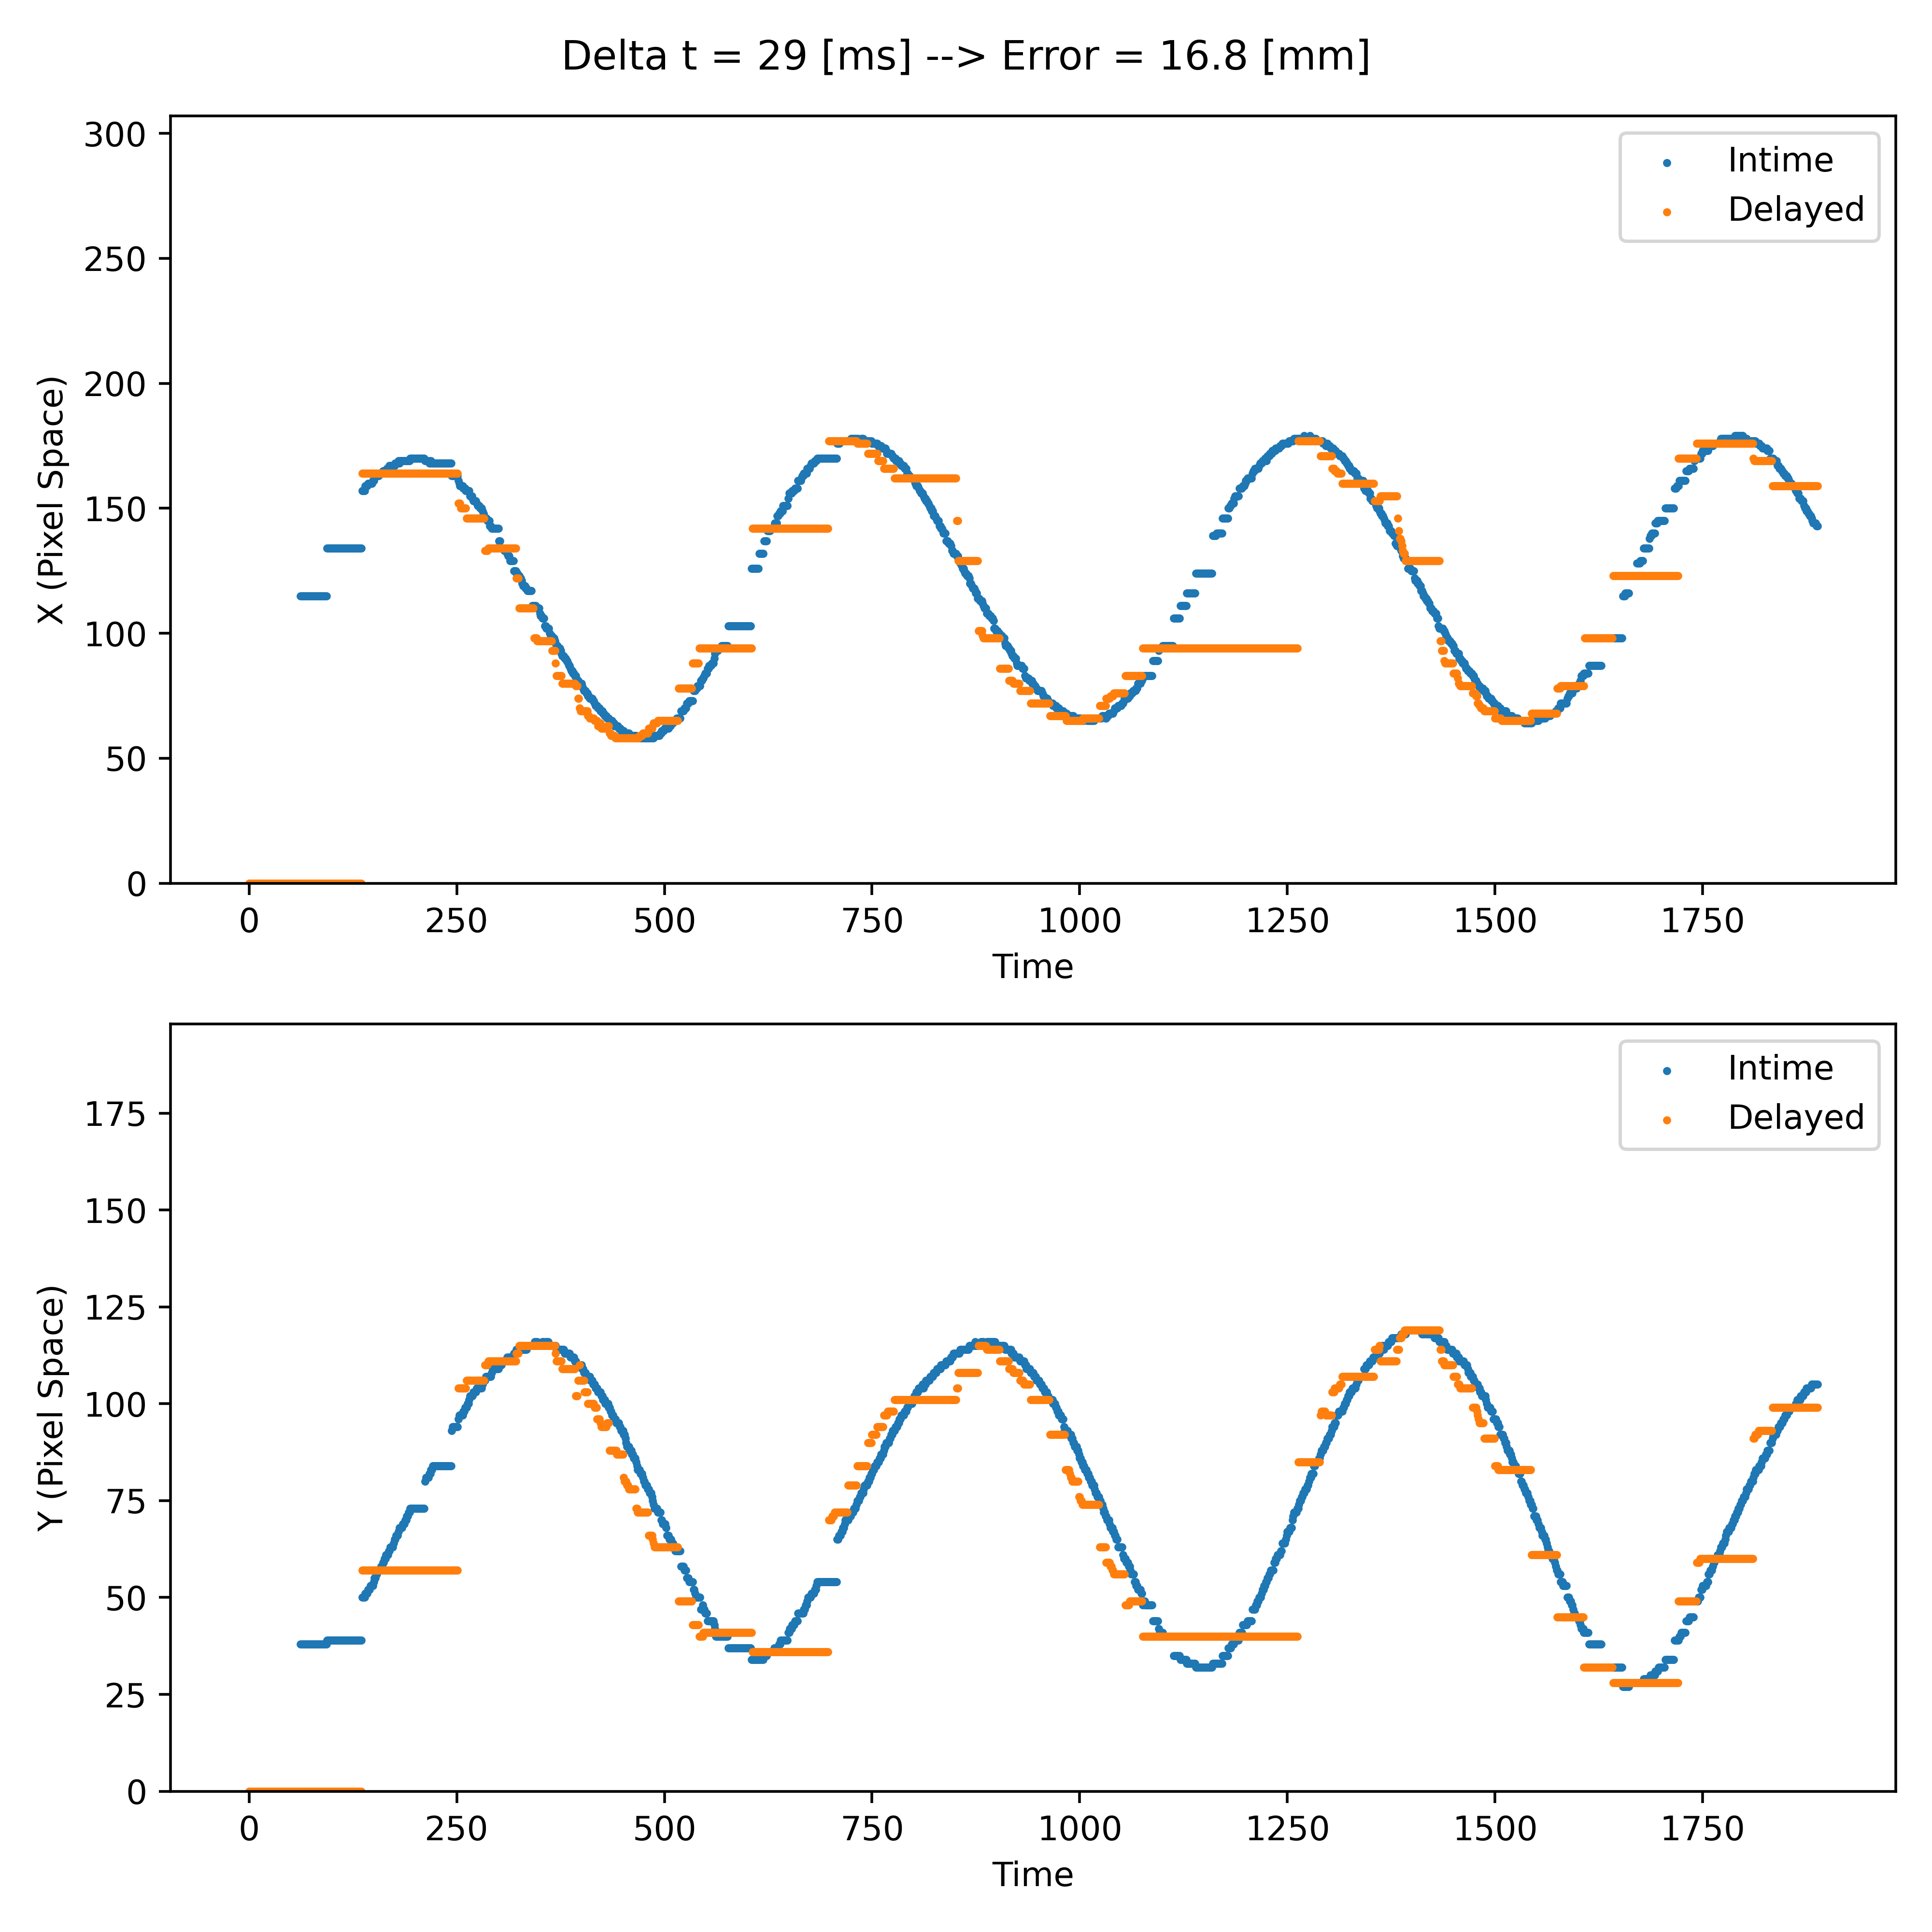 Delta t = 29 [ms] --> Error = 16.8 [mm]
300
250
200
150
100
50
0
X (Pixel Space)
Intime
Delayed
0 250 500 750 1000 1250 1500 1750
Time
175
150
125
100
75
50
25
0
Y (Pixel Space)
Intime
Delayed
0 250 500 750 1000 1250 1500 1750
Time